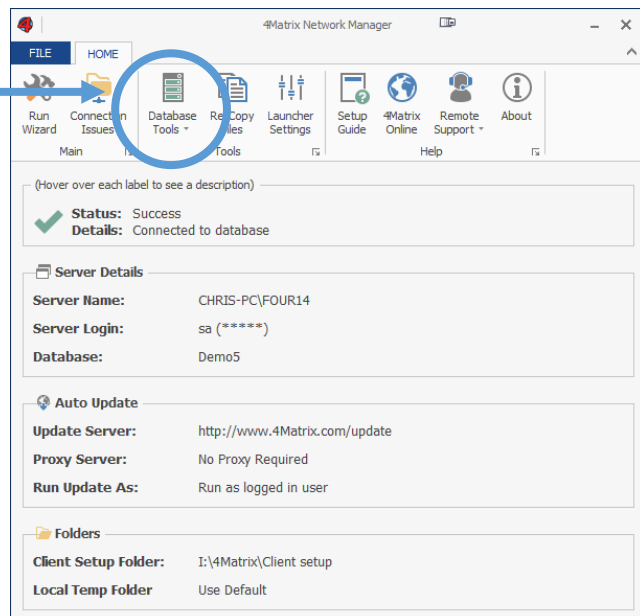 4Matrix Network Manager
FILE HOME
Run Wizard
Connection Issues
Database Tools
Re-Copy Files
Launcher Settings
Setup Guide
4Matrix Online
Remote Support
About
Main Tools Help
(Hover over each label to see a description)
Status: Success
Details: Connected to database
Server Details
Server Name: CHRIS-PC\FOUR14
Server Login: sa (*****)
Database: Demo5
Auto Update
Update Server: http://www.4Matrix.com/update
Proxy Server: No Proxy Required
Run Update As: Run as logged in user
Folders
Client Setup Folder: I:\4Matrix\Client setup
Local Temp Folder Use Default